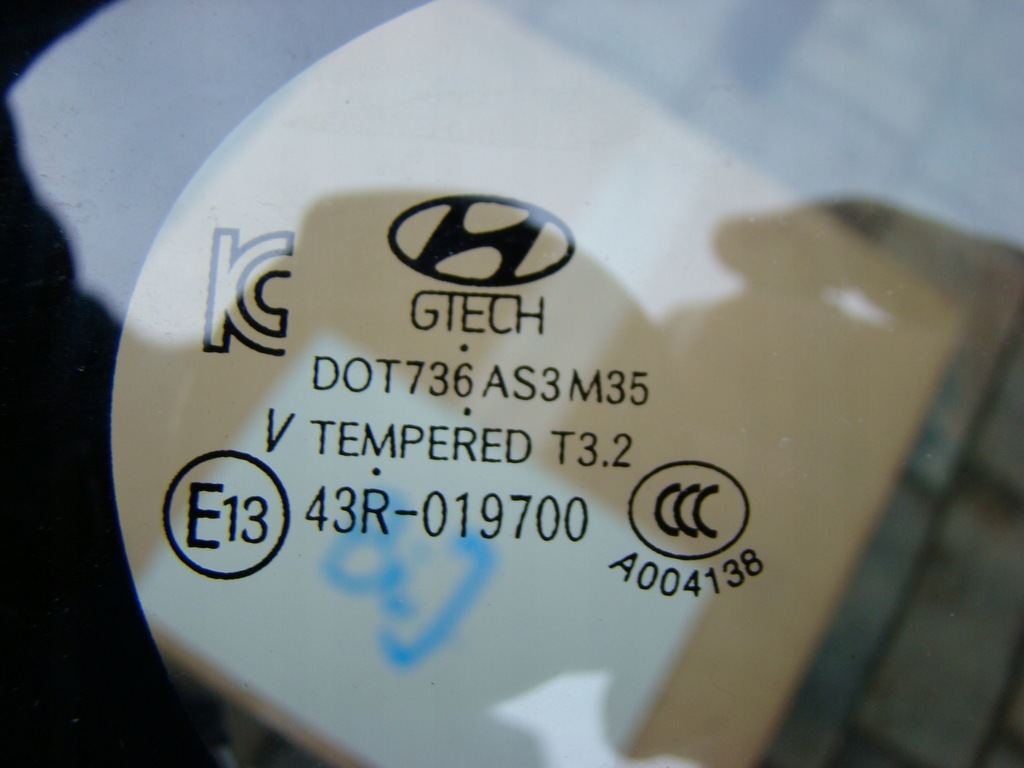 KC
GTECH
DOT736 AS3 M35
V TEMPERED T3.2
E13 43R-019700
CCC
A004138